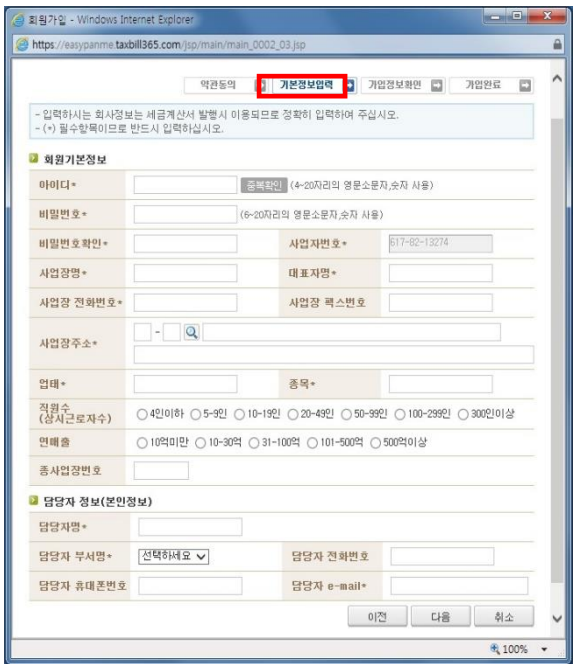 회원가입 - Windows Internet Explorer
https://easypanme.taxbill365.com/jsp/main/main_0002_03.jsp
약관동의 기본정보입력 가입정보확인 가입완료
- 입력하시는 회사정보는 세금계산서 발행시 이용되므로 정확히 입력하여 주십시오.
- (*) 필수항목이므로 반드시 입력하십시오.
회원기본정보
아이디* 중복확인 (4~20자리의 영문소문자,숫자 사용)
비밀번호* (6~20자리의 영문소문자,숫자 사용)
비밀번호확인* 사업자번호* 617-82-13274
사업장명* 대표자명*
사업장 전화번호* 사업장 팩스번호
사업장주소* -
업태* 종목*
직원수
(상시근로자수) 4인이하 5-9인 10-19인 20-49인 50-99인 100-299인 300인이상
연매출 10억미만 10-30억 31-100억 101-500억 500억이상
종사업장번호
담당자 정보(본인정보)
담당자명*
담당자 부서명* 선택하세요 담당자 전화번호
담당자 휴대폰번호 담당자 e-mail*
이전 다음 취소
100%